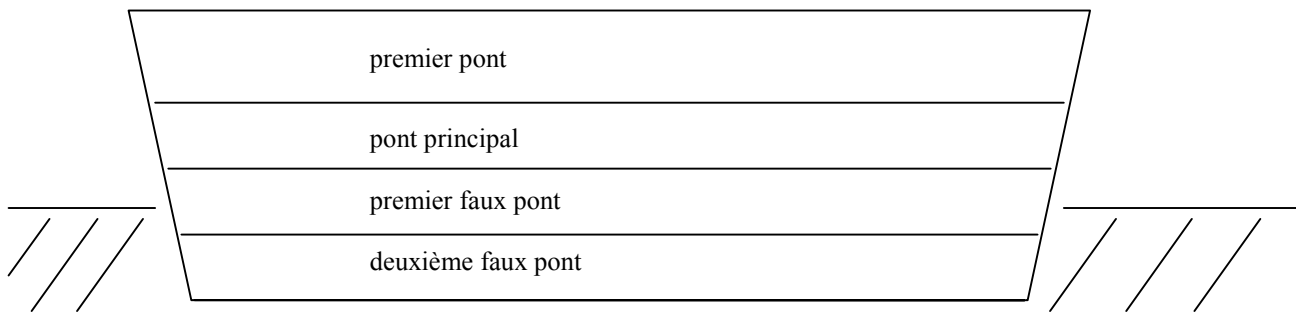 premier pont
pont principal
premier faux pont
deuxième faux pont